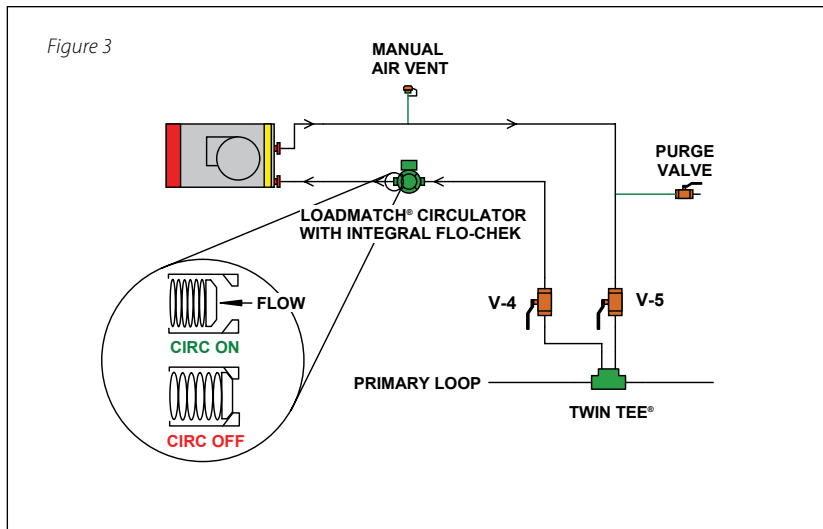 Figure 3
MANUAL
AIR VENT
PURGE
VALVE
LOADMATCH® CIRCULATOR
WITH INTEGRAL FLO-CHEK
FLOW
CIRC ON
CIRC OFF
V-4
V-5
PRIMARY LOOP
TWIN TEE®